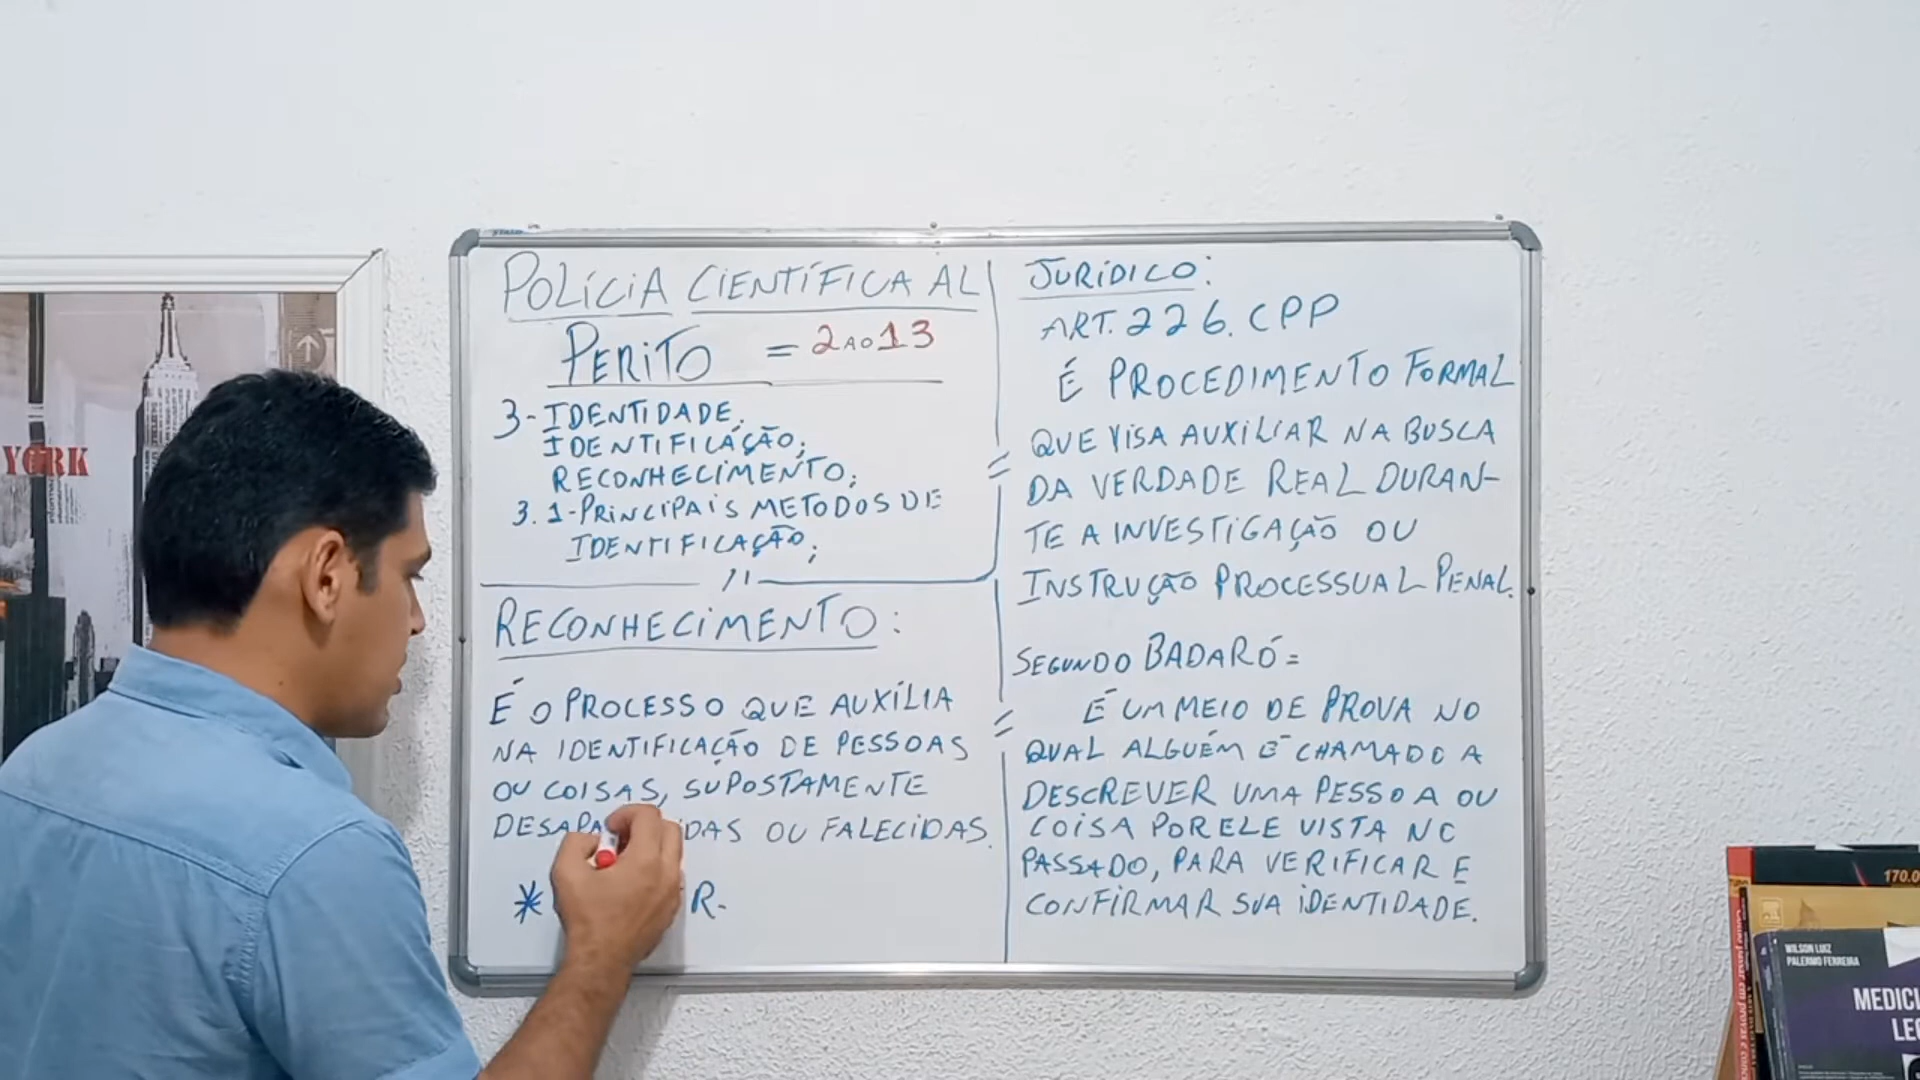 YORK
POLÍCIA CIENTÍFICA AL
PERITO = 2 AO 13
3-IDENTIDADE;
IDENTIFICAÇÃO;
RECONHECIMENTO;
3.1-PRINCIPAIS METODOS DE
IDENTIFICAÇÃO;
RECONHECIMENTO:
É O PROCESSO QUE AUXÍLIA
NA IDENTIFICAÇÃO DE PESSOAS
OU COISAS, SUPOSTAMENTE
OU FALECIDAS.
*
JURÍDICO:
ART. 226. CPP
É PROCEDIMENTO FORMAL
QUE VISA AUXILIAR NA BUSCA
DA VERDADE REAL DURAN-
TE A INVESTIGAÇÃO OU
INSTRUÇÃO PROCESSUAL PENAL.
SEGUNDO BADARÓ=
É UM MEIO DE PROVA NO
QUAL ALGUÉM É CHAMADO A
DESCREVER UMA PESSOA OU
COISA POR ELE VISTA NO
PASSADO, PARA VERIFICAR E
CONFIRMAR SUA IDENTIDADE.
170.0
WILSON LUIZ
PALERMO FERREIRA
MEDICI
LEG